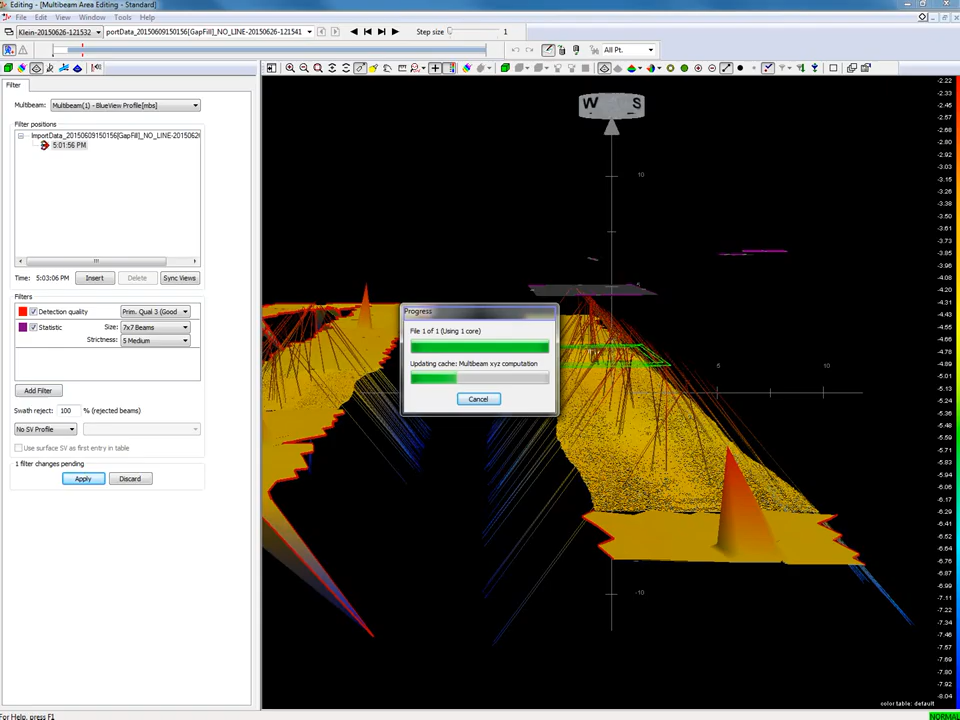 Editing - [Multibeam Area Editing - Standard]
File Edit View Window Tools Help
Klein-20150626-121532 portData_20150609150156[GapFill]_NO_LINE-20150626-121541 Step size 1
All Pt.
Filter
Multibeam: Multibeam(1) - BlueView Profile[mbs]
Filter positions
ImportData_20150609150156[GapFill]_NO_LINE-2015062
5:01:56 PM
Time: 5:03:06 PM Insert Delete Sync Views
Filters
Detection quality Prim. Qual 3 (Good
Statistic Size: 7x7 Beams
Strictness: 5 Medium
Add Filter
Swath reject: 100 % (rejected beams)
No SV Profile
Use surface SV as first entry in table
1 filter changes pending
Apply Discard
For Help, press F1
W S
10
5
5
10
-10
Progress
File 1 of 1 (Using 1 core)
Updating cache: Multibeam xyz computation
Cancel
-2.22
-2.33
-2.45
-2.57
-2.68
-2.80
-2.92
-3.03
-3.15
-3.26
-3.38
-3.50
-3.61
-3.73
-3.85
-3.96
-4.08
-4.19
-4.31
-4.43
-4.54
-4.66
-4.78
-4.89
-5.01
-5.12
-5.24
-5.36
-5.48
-5.59
-5.71
-5.83
-5.94
-6.06
-6.17
-6.29
-6.41
-6.52
-6.64
-6.76
-6.87
-6.99
-7.11
-7.22
-7.34
-7.46
-7.57
-7.69
-7.80
-7.92
-8.04
color table: default
NORMAL